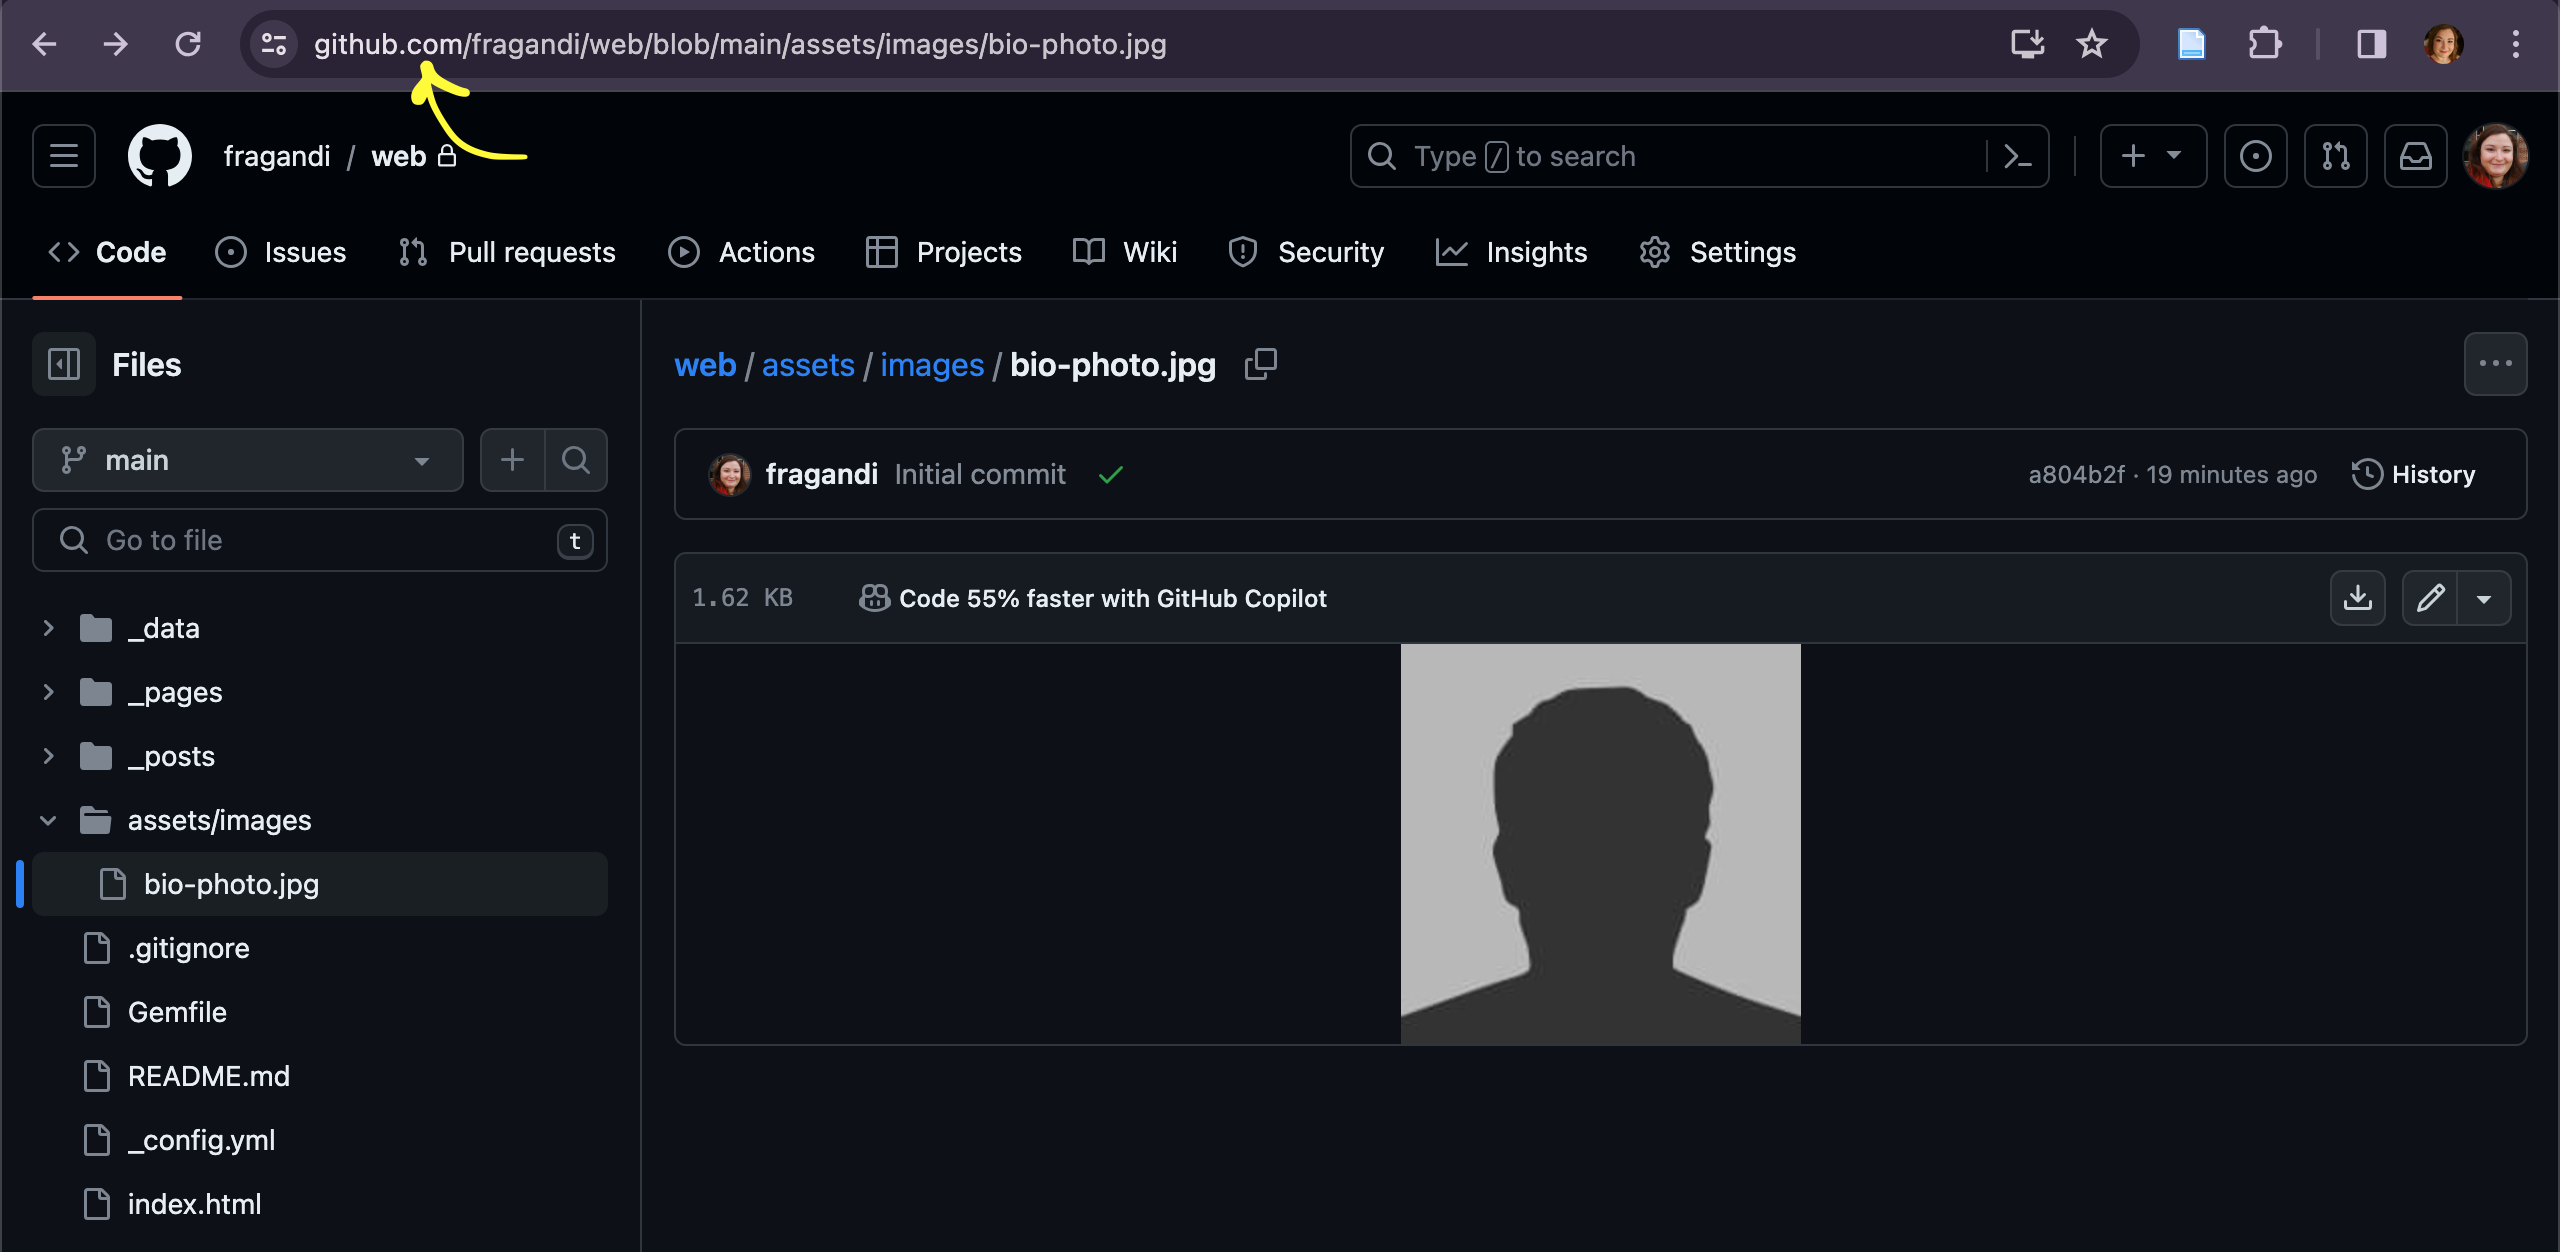 github.com/fragandi/web/blob/main/assets/images/bio-photo.jpg
fragandi / web
Type / to search
Code Issues Pull requests Actions Projects Wiki Security Insights Settings
Files
web / assets / images / bio-photo.jpg
main
fragandi Initial commit
a804b2f · 19 minutes ago History
Go to file t
1.62 KB Code 55% faster with GitHub Copilot
_data
_pages
_posts
assets/images
bio-photo.jpg
.gitignore
Gemfile
README.md
_config.yml
index.html